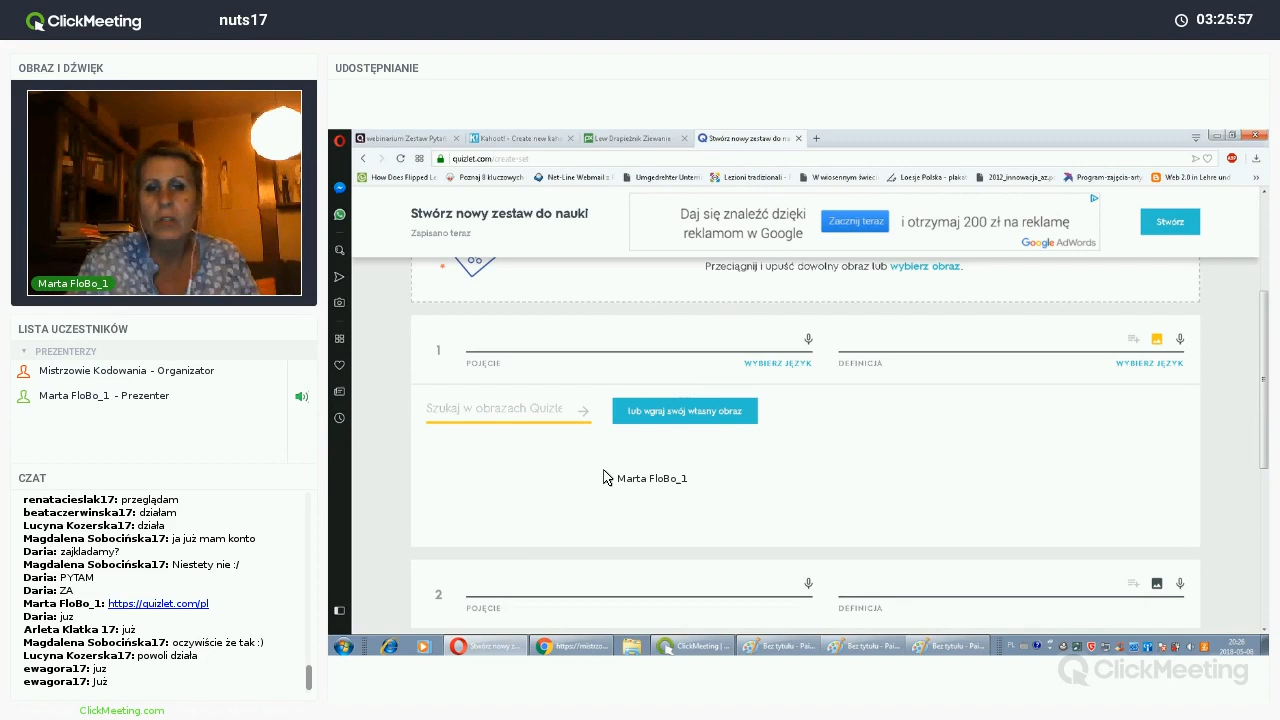 ClickMeeting
nuts17
03:25:57
OBRAZ I DŹWIĘK
Marta FloBo_1
LISTA UCZESTNIKÓW
PREZENTERZY
Mistrzowie Kodowania - Organizator
Marta FloBo_1 - Prezenter
CZAT
renatacieslak17: przeglądam
beataczerwinska17: działam
Lucyna Kozerska17: działa
Magdalena Sobocińska17: ja już mam konto
Daria: zajkladamy?
Magdalena Sobocińska17: Niestety nie :/
Daria: PYTAM
Daria: ZA
Marta FloBo_1: https://quizlet.com/pl
Daria: juz
Arleta Klatka 17: już
Magdalena Sobocińska17: oczywiście że tak :)
Lucyna Kozerska17: powoli działa
ewagora17: juz
ewagora17: Już
ClickMeeting.com
UDOSTĘPNIANIE
webinarium Zestaw Pytań
Kahoot! - Create new kah
Lew Drapieżnik Ziewanie
Stwórz nowy zestaw do na
quizlet.com/create-set
How Does Flipped Le
Poznaj 8 kluczowych
Net-Line Webmail ::
Umgedrehter Untern
Lezioni tradizionali -
W wiosennym świec
Loesje Polska - plaka
2012_innowacja_az.p
Program-zajęcia-arty
Web 2.0 in Lehre und
Stwórz nowy zestaw do nauki
Zapisano teraz
Daj się znaleźć dzięki
reklamom w Google
Zacznij teraz
i otrzymaj 200 zł na reklamę
Google AdWords
Stwórz
Przeciągnij i upuść dowolny obraz lub wybierz obraz.
1
POJĘCIE
WYBIERZ JĘZYK
DEFINICJA
WYBIERZ JĘZYK
Szukaj w obrazach Quizle
lub wgraj swój własny obraz
Marta FloBo_1
2
POJĘCIE
DEFINICJA
Stwórz nowy z...
https://mistrzo...
ClickMeeting |...
Bez tytułu - Pai...
Bez tytułu - Pai...
Bez tytułu - Pai...
PL
20:26
2018-05-08
ClickMeeting